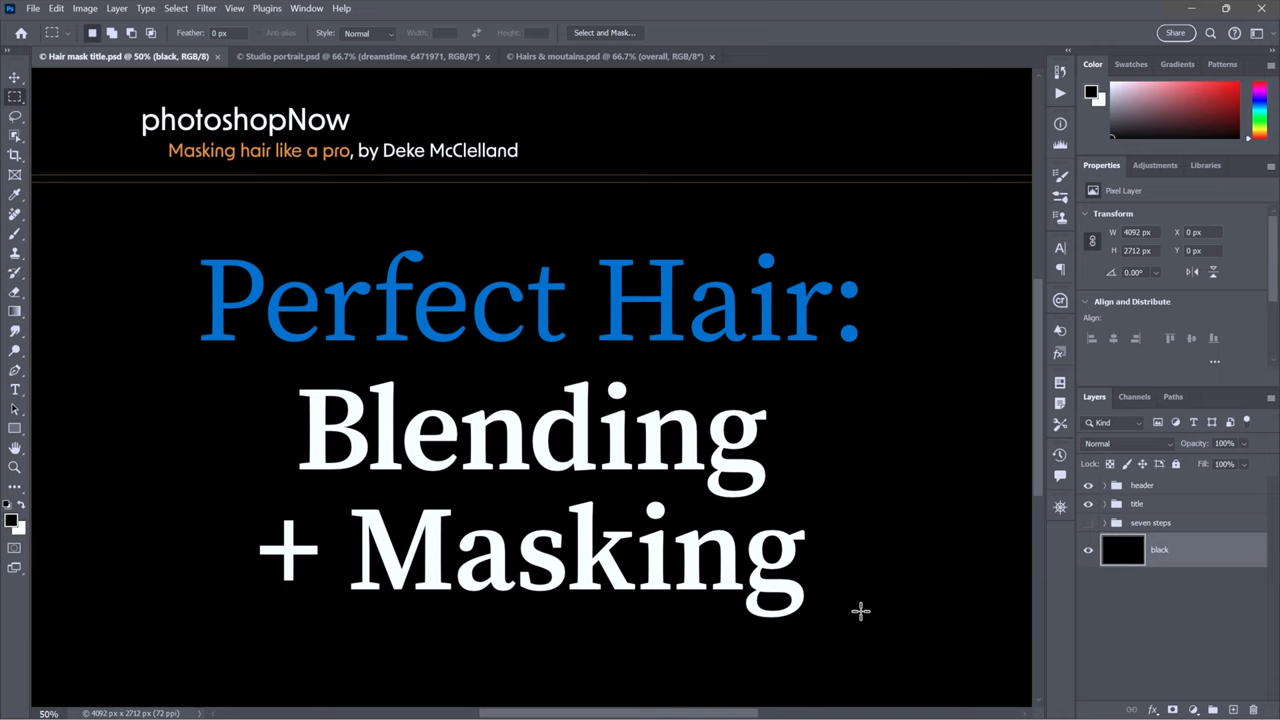 File Edit Image Layer Type Select Filter View Plugins Window Help
Feather: 0 px Anti-alias Style: Normal Width: Height: Select and Mask... Share
© Hair mask title.psd @ 50% (black, RGB/8) × © Studio portrait.psd @ 66.7% (dreamtime_6471971, RGB/8*) × © Hairs & moutains.psd @ 66.7% (overall, RGB/8*) ×
Color Swatches Gradients Patterns
photoshopNow
Masking hair like a pro, by Deke McClelland
Perfect Hair:
Blending
+ Masking
Properties Adjustments Libraries
Pixel Layer
Transform
W 4092 px X 0 px
H 2712 px Y 0 px
0.00°
Align and Distribute
Align:
Layers Channels Paths
Kind
Normal Opacity: 100%
Lock: Fill: 100%
header
title
seven steps
black
50% © 4092 px x 2712 px (72 ppi)